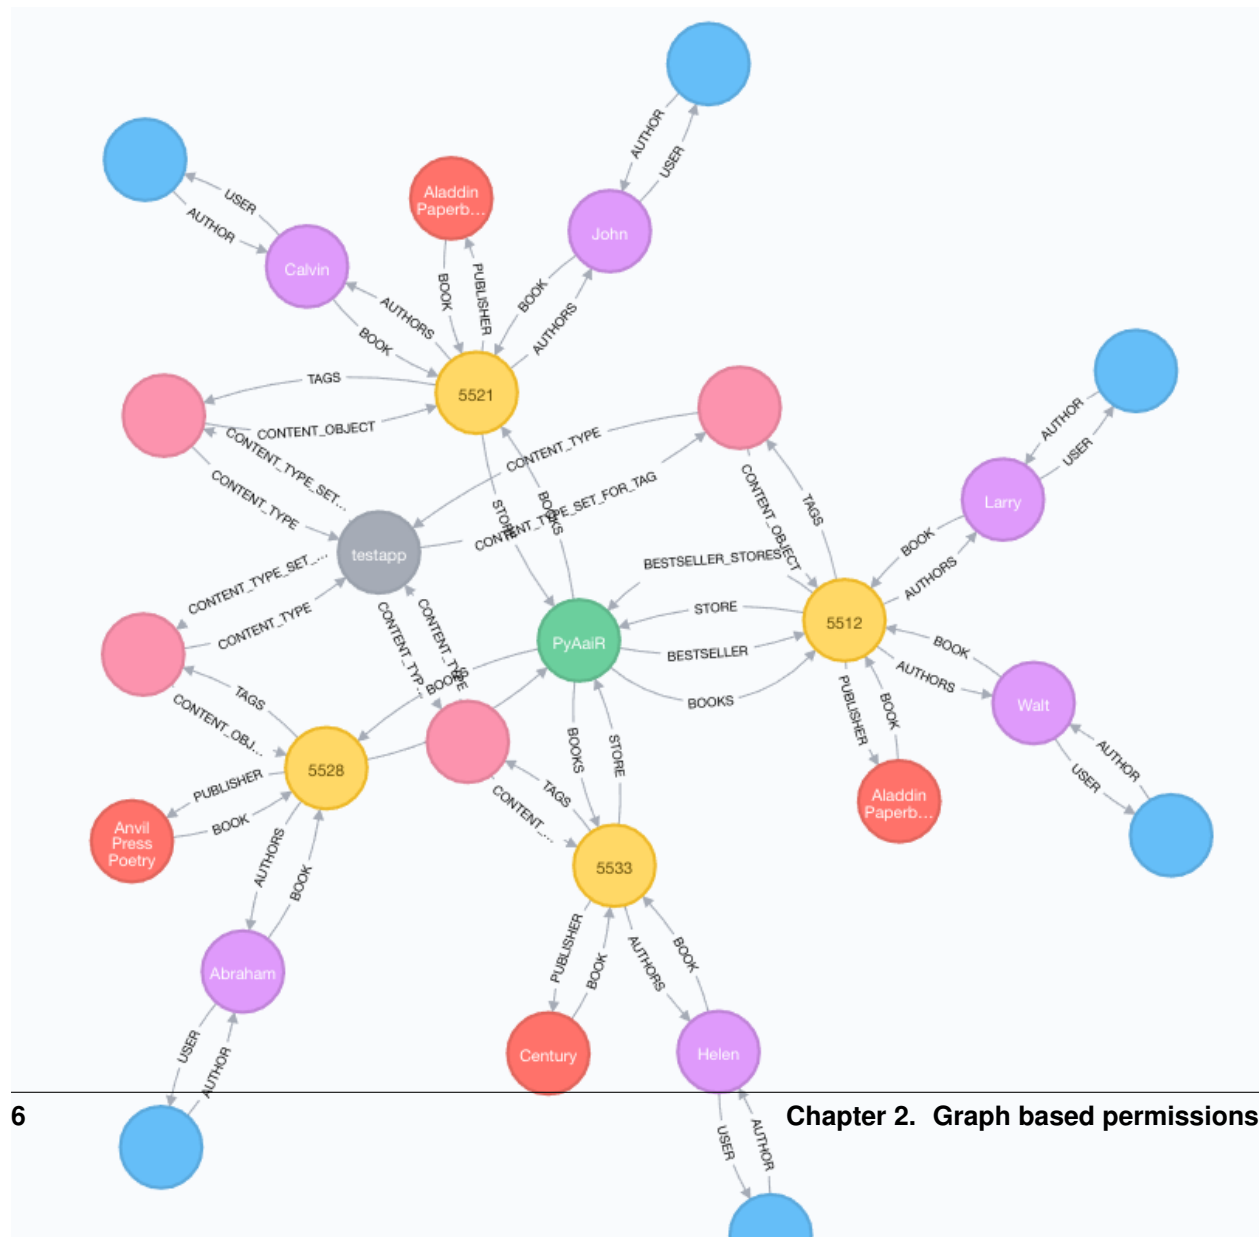 AUTHOR
USER
USER
AUTHOR
Aladdin
Paperb…
John
Calvin
BOOK
PUBLISHER
BOOK
AUTHORS
AUTHORS
BOOK
TAGS
5521
AUTHOR
USER
CONTENT_OBJECT
CONTENT_TYPE_SET…
CONTENT_TYPE
CONTENT_TYPE
CONTENT_TYPE_SET_FOR_TAG
STORE
BOOKS
CONTENT_OBJECT
TAGS
Larry
BOOK
AUTHORS
testapp
CONTENT_TYPE_SET_…
CONTENT_TYPE
BESTSELLER_STORES
STORE
5512
PyAaiR
BESTSELLER
BOOKS
CONTENT_TYP…
CONTENT_TYPE
BOOKS
BOOK
AUTHORS
Walt
TAGS
CONTENT_OBJ…
PUBLISHER
BOOK
AUTHOR
USER
5528
BOOKS
STORE
PUBLISHER
BOOK
TAGS
CONTENT_…
Aladdin
Paperb…
Anvil
Press
Poetry
AUTHORS
BOOK
5533
PUBLISHER
BOOK
AUTHORS
BOOK
Abraham
USER
AUTHOR
Century
Helen
6
Chapter 2. Graph based permissions
USER
AUTHOR